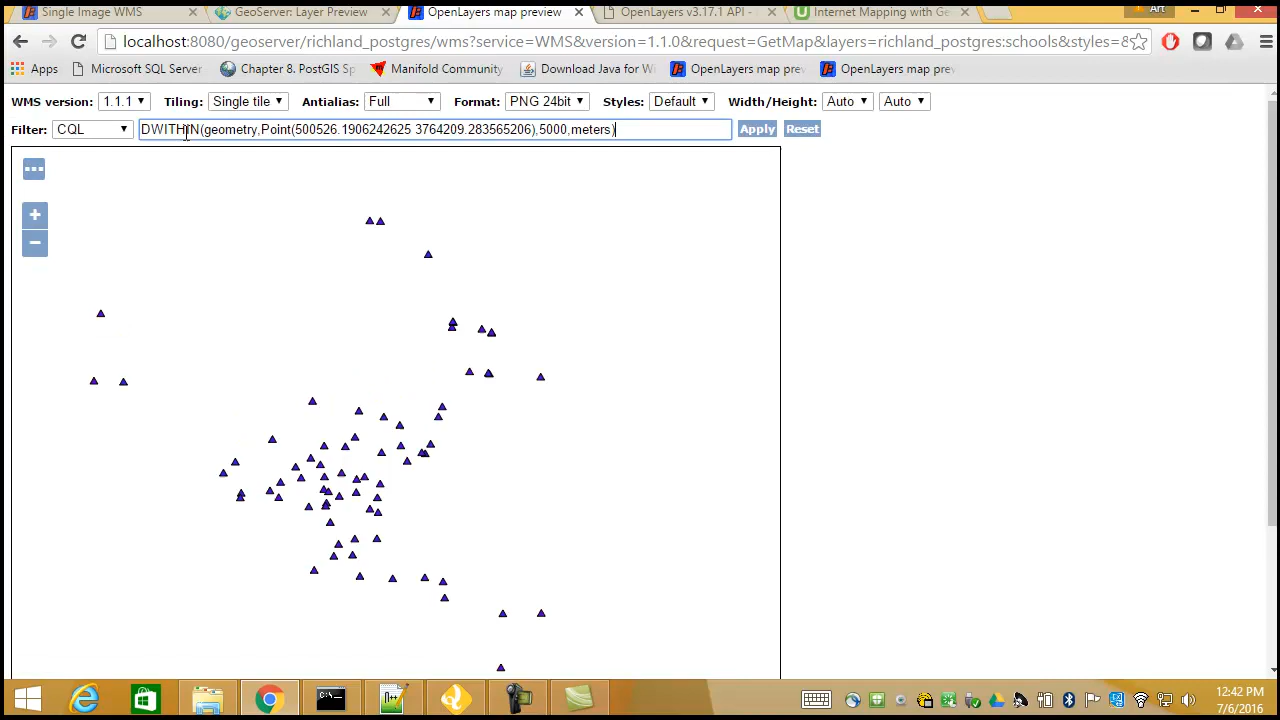 Single Image WMS × GeoServer: Layer Preview × OpenLayers map preview × OpenLayers v3.17.1 API - × Internet Mapping with Ge × Art
localhost:8080/geoserver/richland_postgres/wms?service=WMS&version=1.1.0&request=GetMap&layers=richland_postgres:schools&styles=&
Apps Microsoft SQL Server Chapter 8. PostGIS Sp Manifold Community Download Java for Wi OpenLayers map prev OpenLayers map prev
WMS version: 1.1.1 Tiling: Single tile Antialias: Full Format: PNG 24bit Styles: Default Width/Height: Auto Auto
Filter: CQL DWITHIN(geometry,Point(500526.1906242625 3764209.283565206),5000,meters) Apply Reset
+
−
12:42 PM
7/6/2016